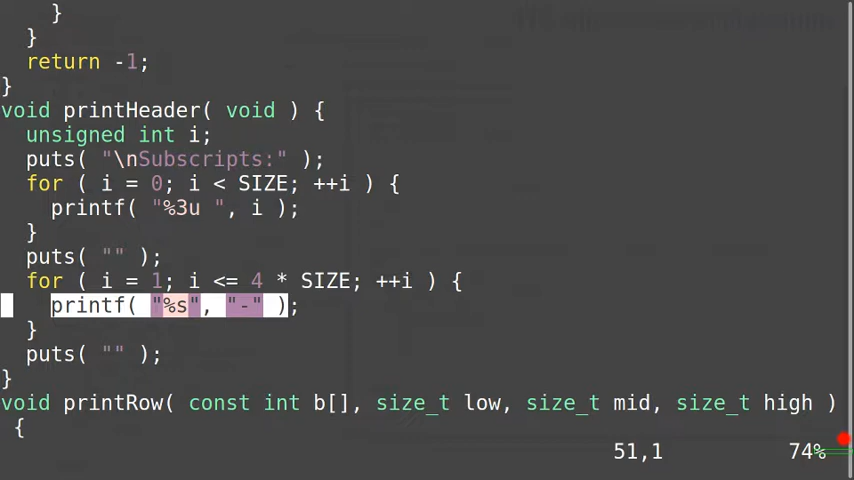 }
  }
  return -1;
}
void printHeader( void ) {
  unsigned int i;
  puts( "\nSubscripts:" );
  for ( i = 0; i < SIZE; ++i ) {
    printf( "%3u ", i );
  }
  puts( "" );
  for ( i = 1; i <= 4 * SIZE; ++i ) {
    printf( "%s", "-" );
  }
  puts( "" );
}
void printRow( const int b[], size_t low, size_t mid, size_t high )
 {
51,1 74%